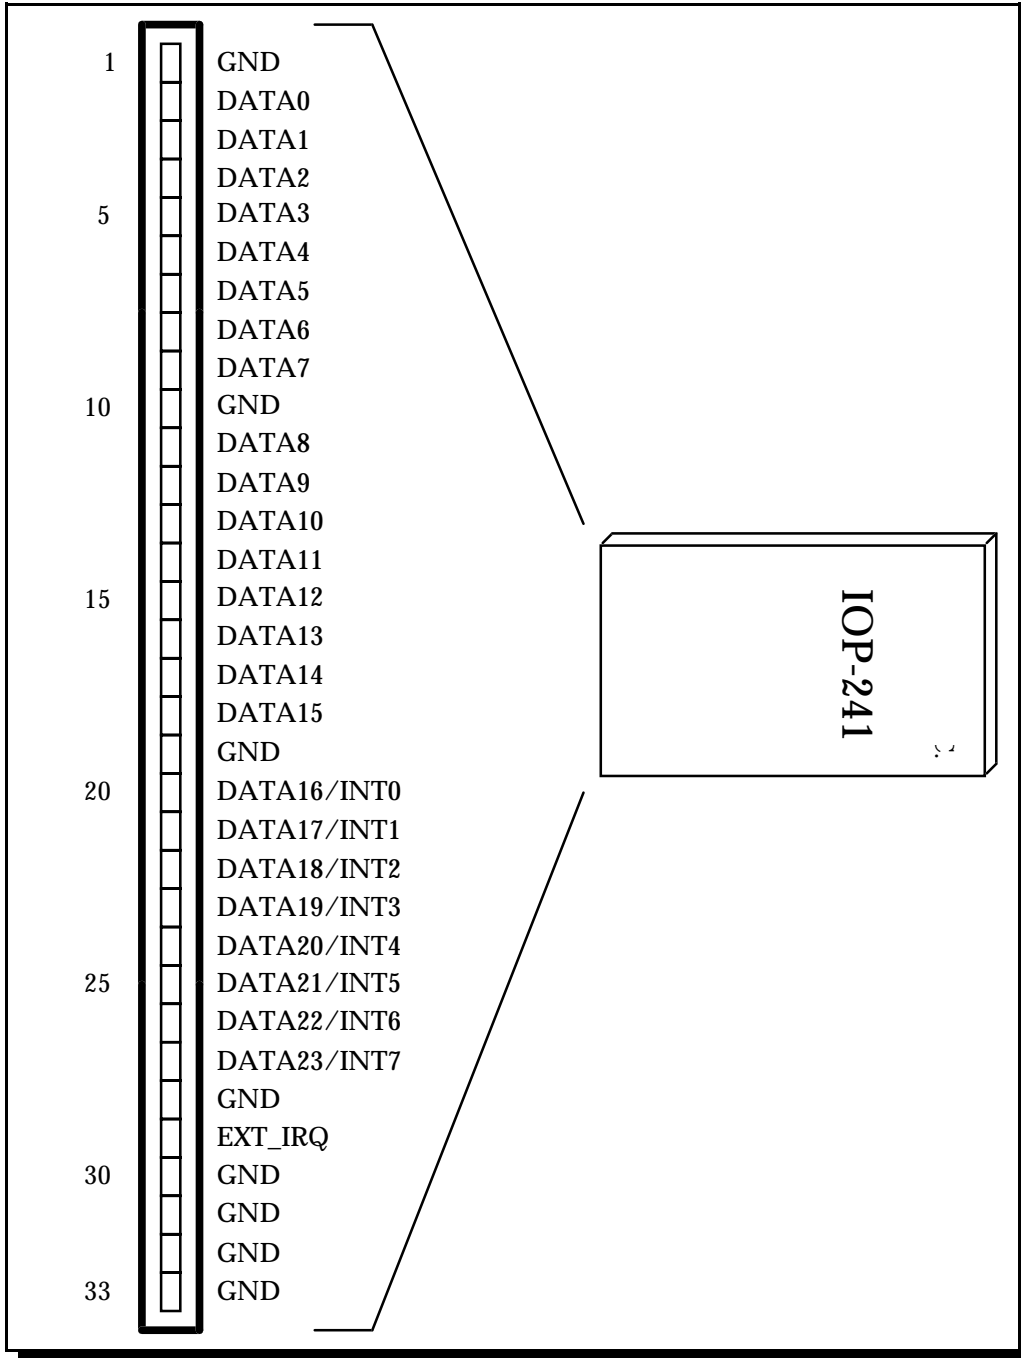 1 GND
DATA0
DATA1
DATA2
5 DATA3
DATA4
DATA5
DATA6
DATA7
10 GND
DATA8
DATA9
DATA10
DATA11
15 DATA12
DATA13
DATA14
DATA15
GND
20 DATA16/INT0
DATA17/INT1
DATA18/INT2
DATA19/INT3
DATA20/INT4
25 DATA21/INT5
DATA22/INT6
DATA23/INT7
GND
EXT_IRQ
30 GND
GND
GND
33 GND
IOP-241